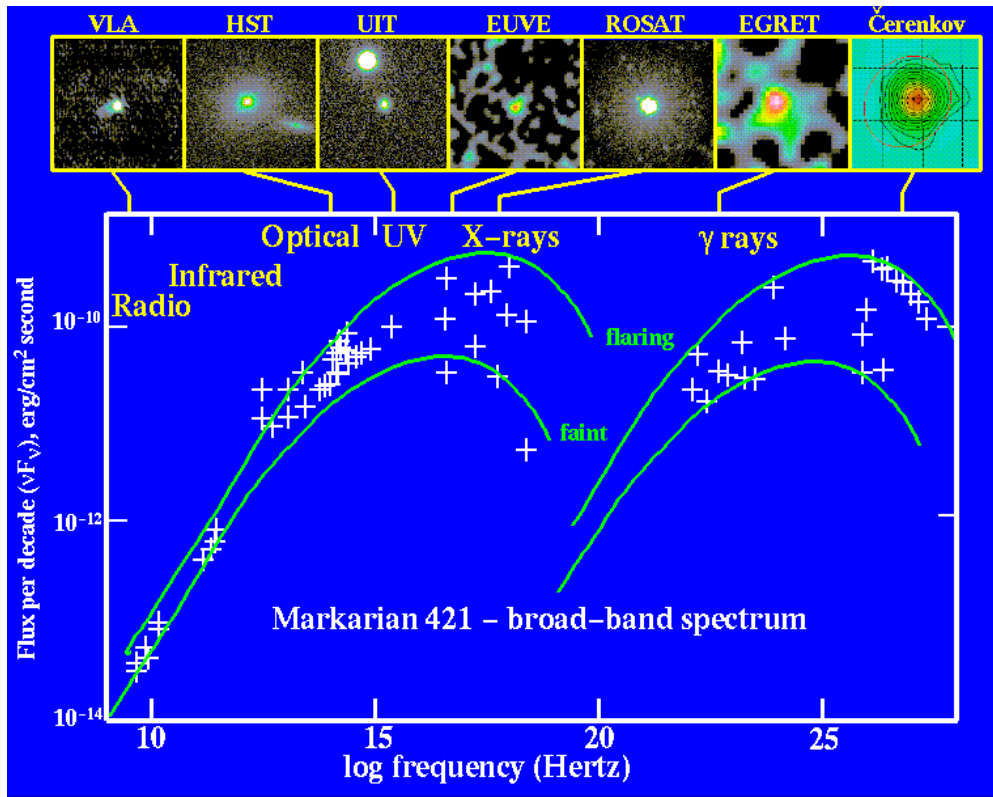 VLA HST UIT EUVE ROSAT EGRET Čerenkov
Optical UV X–rays γ rays
Infrared
Radio
10⁻¹⁰
flaring
faint
10⁻¹²
Markarian 421 – broad–band spectrum
10⁻¹⁴
10 15 20 25
log frequency (Hertz)
Flux per decade (νFᵥ), erg/cm² second